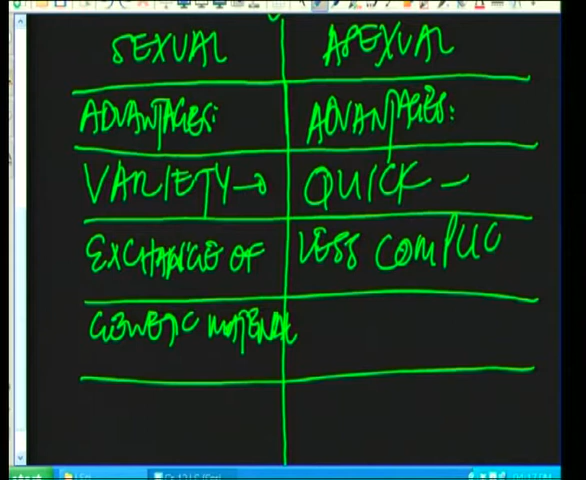 SEXUAL ASEXUAL
ADVANTAGES: ADVANTAGES:
VARIETY → QUICK -
EXCHANGE OF LESS COMPLIC
GENETIC MATERIAL